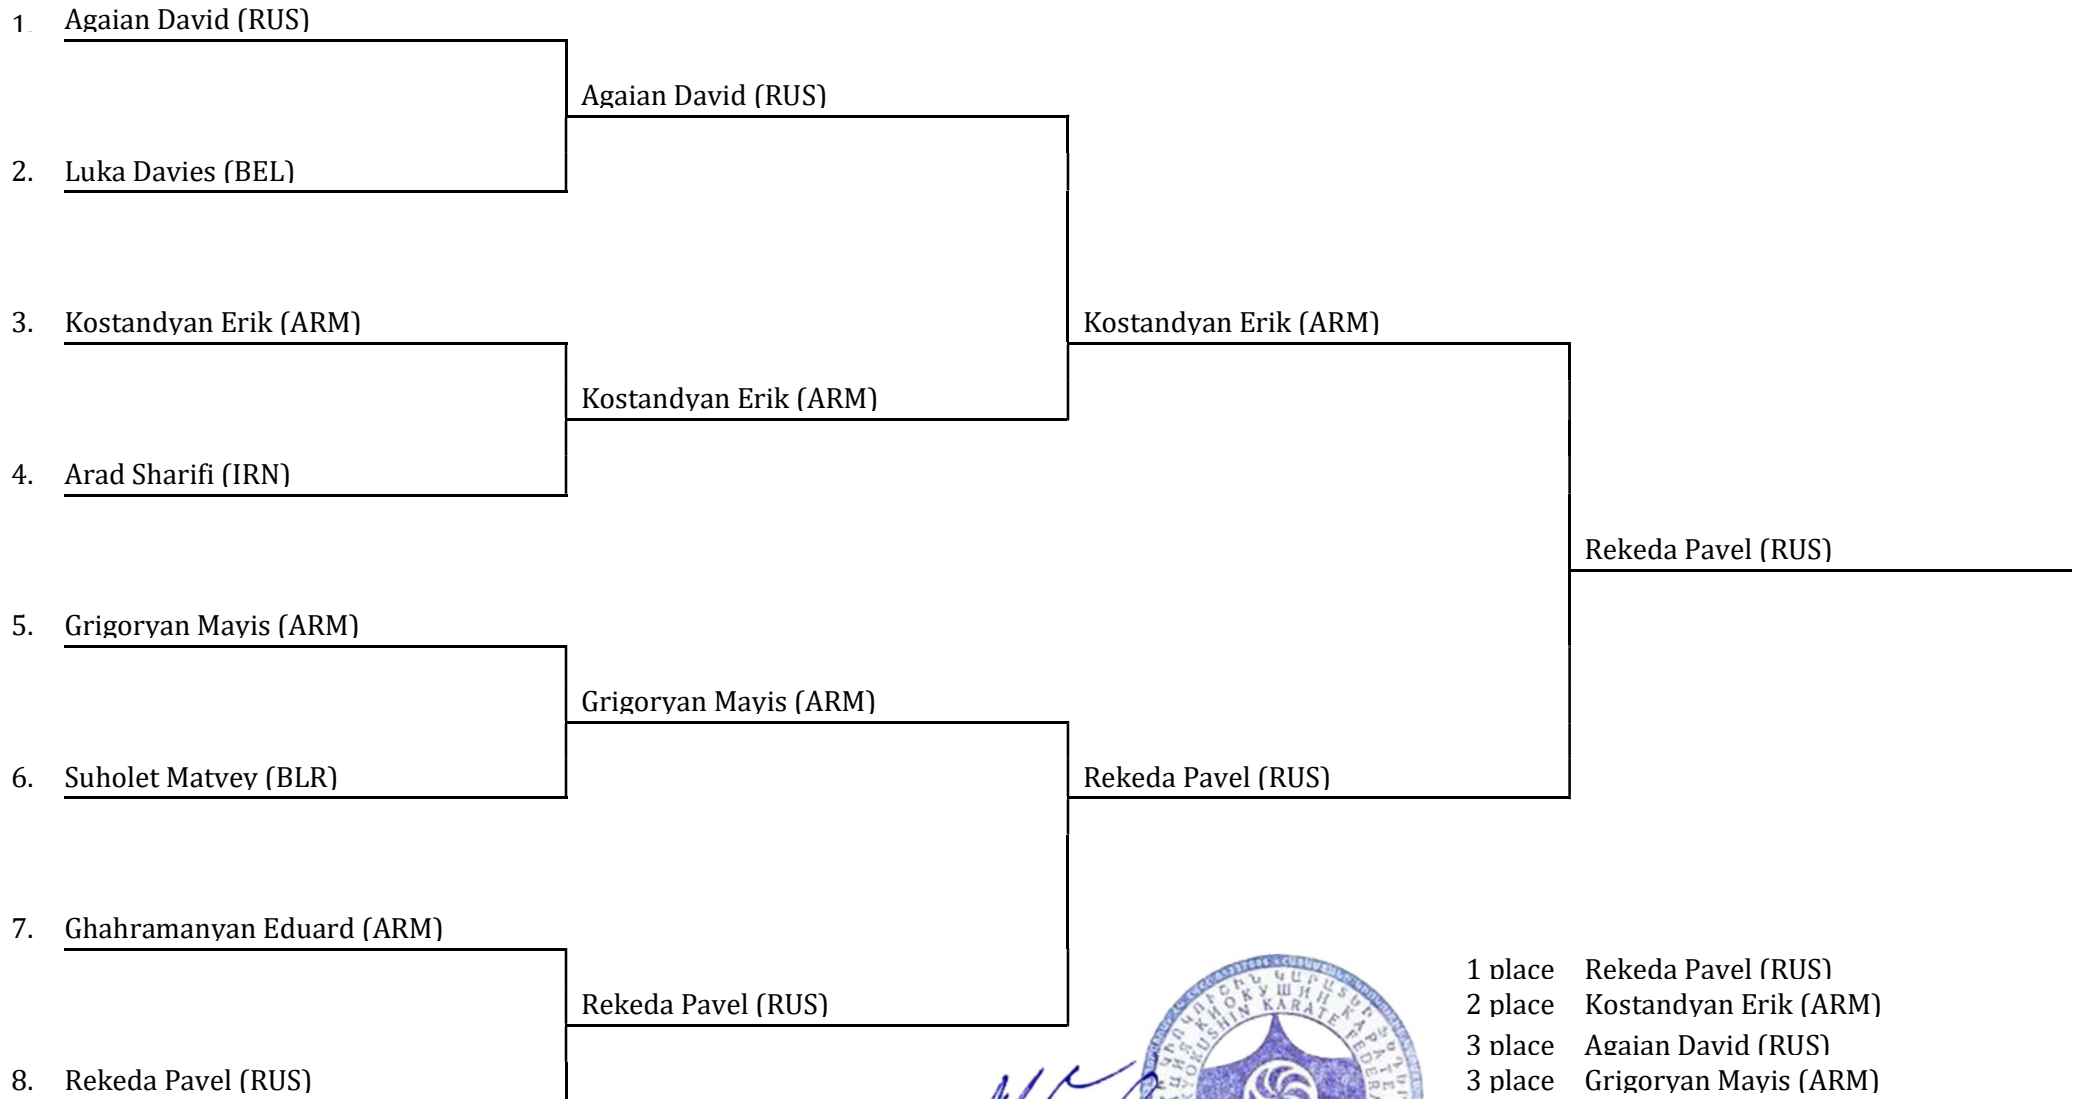 1. Agaian David (RUS)
Agaian David (RUS)
2. Luka Davies (BEL)
3. Kostandyan Erik (ARM)
Kostandyan Erik (ARM)
Kostandyan Erik (ARM)
4. Arad Sharifi (IRN)
Rekeda Pavel (RUS)
5. Grigoryan Mayis (ARM)
Grigoryan Mayis (ARM)
6. Suholet Matvey (BLR)
Rekeda Pavel (RUS)
7. Ghahramanyan Eduard (ARM)
Rekeda Pavel (RUS)
8. Rekeda Pavel (RUS)
1 place Rekeda Pavel (RUS)
2 place Kostandyan Erik (ARM)
3 place Agaian David (RUS)
3 place Grigoryan Mayis (ARM)
КИОКУШИН КАРАТЕ
KYOKUSHIN KARATE FEDERA